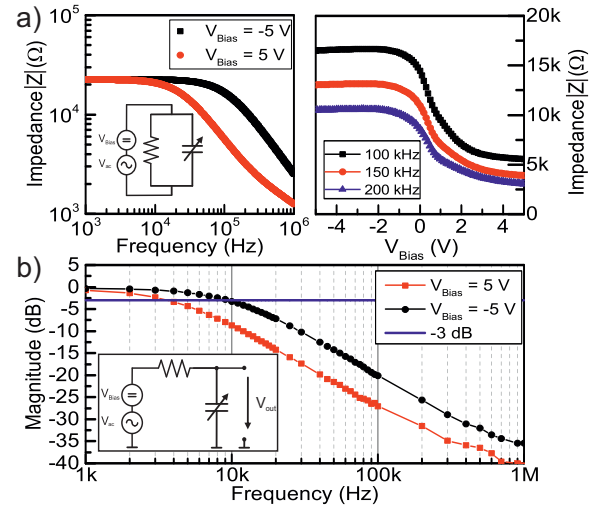 a)
10^5
10^4
10^3
Impedance|Z|(Ω)
V_Bias = -5 V
V_Bias = 5 V
V_Bias
V_ac
10^3 10^4 10^5 10^6
Frequency (Hz)
20k
15k
10k
5k
0
Impedance|Z|(Ω)
100 kHz
150 kHz
200 kHz
-4 -2 0 2 4
V_Bias (V)
b)
5
0
-5
-10
-15
-20
-25
-30
-35
-40
Magnitude (dB)
V_Bias = 5 V
V_Bias = -5 V
-3 dB
V_Bias
V_ac
V_out
1k 10k 100k 1M
Frequency (Hz)